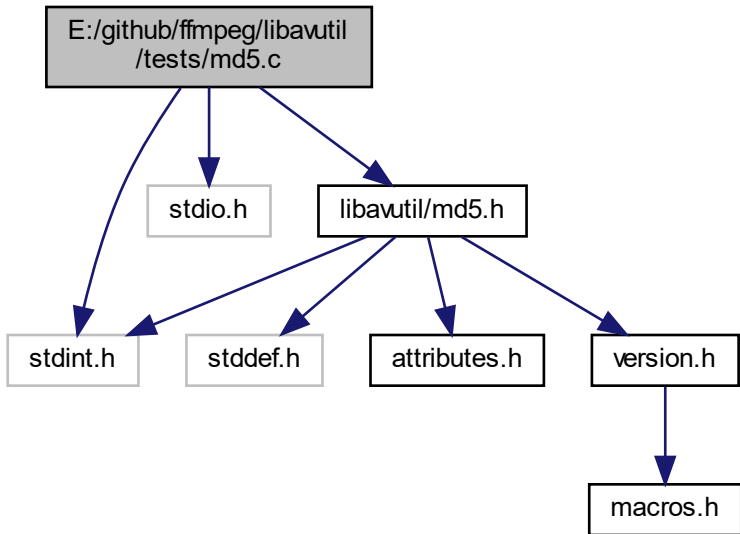 E:/github/ffmpeg/libavutil
/tests/md5.c
stdio.h
libavutil/md5.h
stdint.h
stddef.h
attributes.h
version.h
macros.h